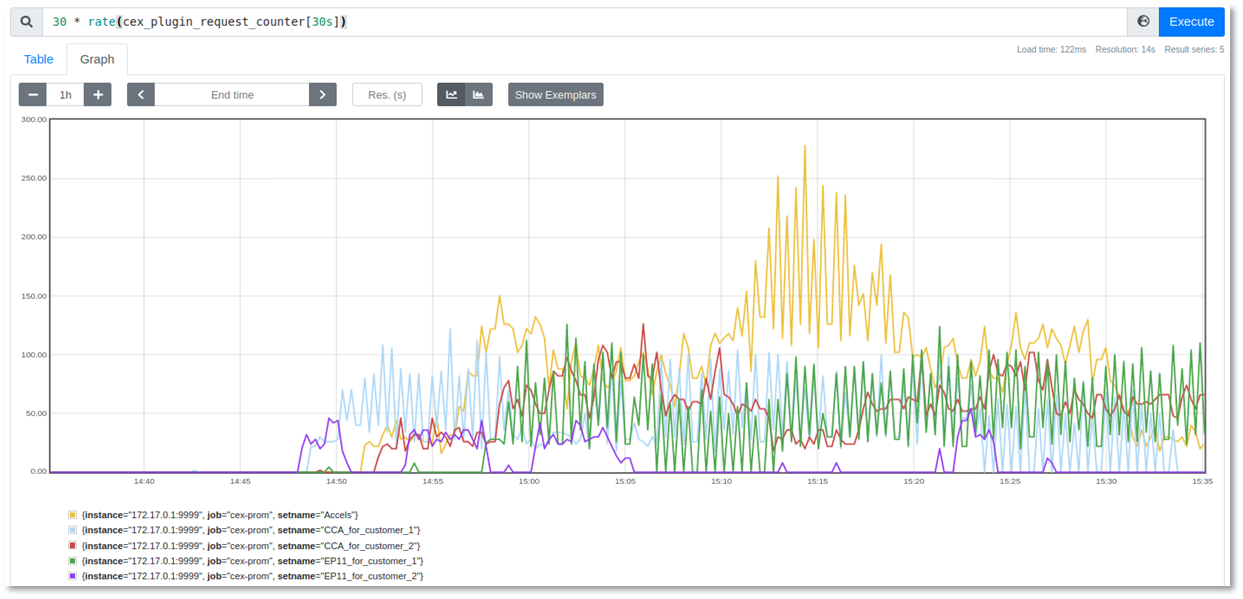 30 * rate(cex_plugin_request_counter[30s])
Execute
Table
Graph
Load time: 122ms Resolution: 14s Result series: 5
1h
End time
Res. (s)
Show Exemplars
300.00
250.00
200.00
150.00
100.00
50.00
0.00
14:40 14:45 14:50 14:55 15:00 15:05 15:10 15:15 15:20 15:25 15:30 15:35
{instance="172.17.0.1:9999", job="cex-prom", setname="Accels"}
{instance="172.17.0.1:9999", job="cex-prom", setname="CCA_for_customer_1"}
{instance="172.17.0.1:9999", job="cex-prom", setname="CCA_for_customer_2"}
{instance="172.17.0.1:9999", job="cex-prom", setname="EP11_for_customer_1"}
{instance="172.17.0.1:9999", job="cex-prom", setname="EP11_for_customer_2"}